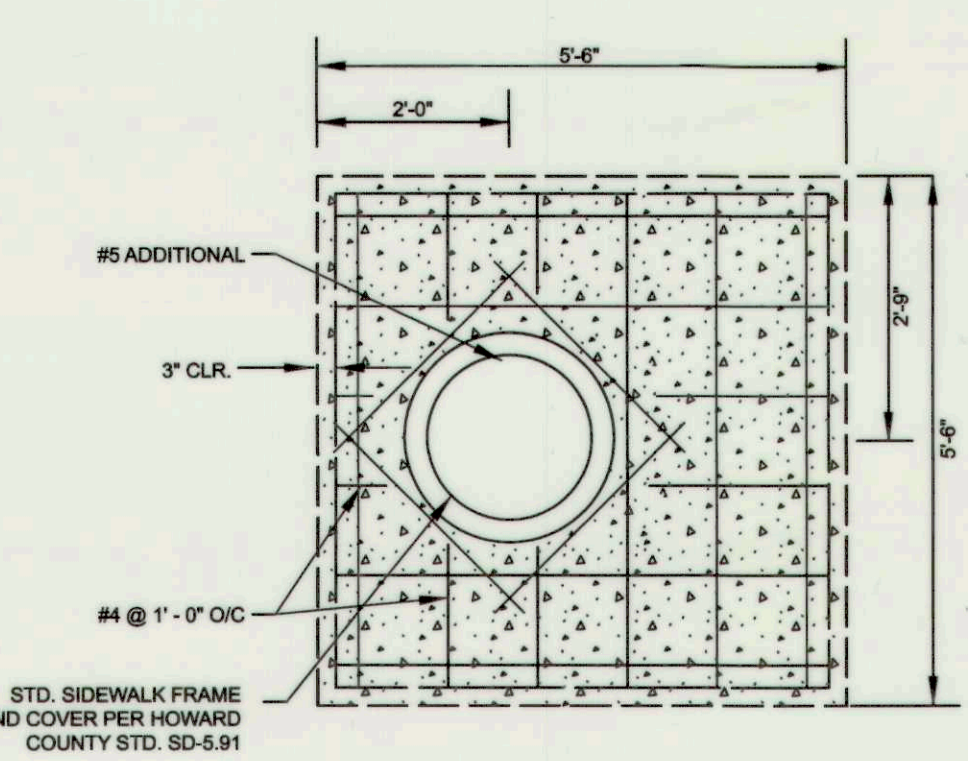 5'-6"
2'-0"
#5 ADDITIONAL
2'-9"
3" CLR.
5'-6"
#4 @ 1' - 0" O/C
STD. SIDEWALK FRAME
ND COVER PER HOWARD
COUNTY STD. SD-5.91